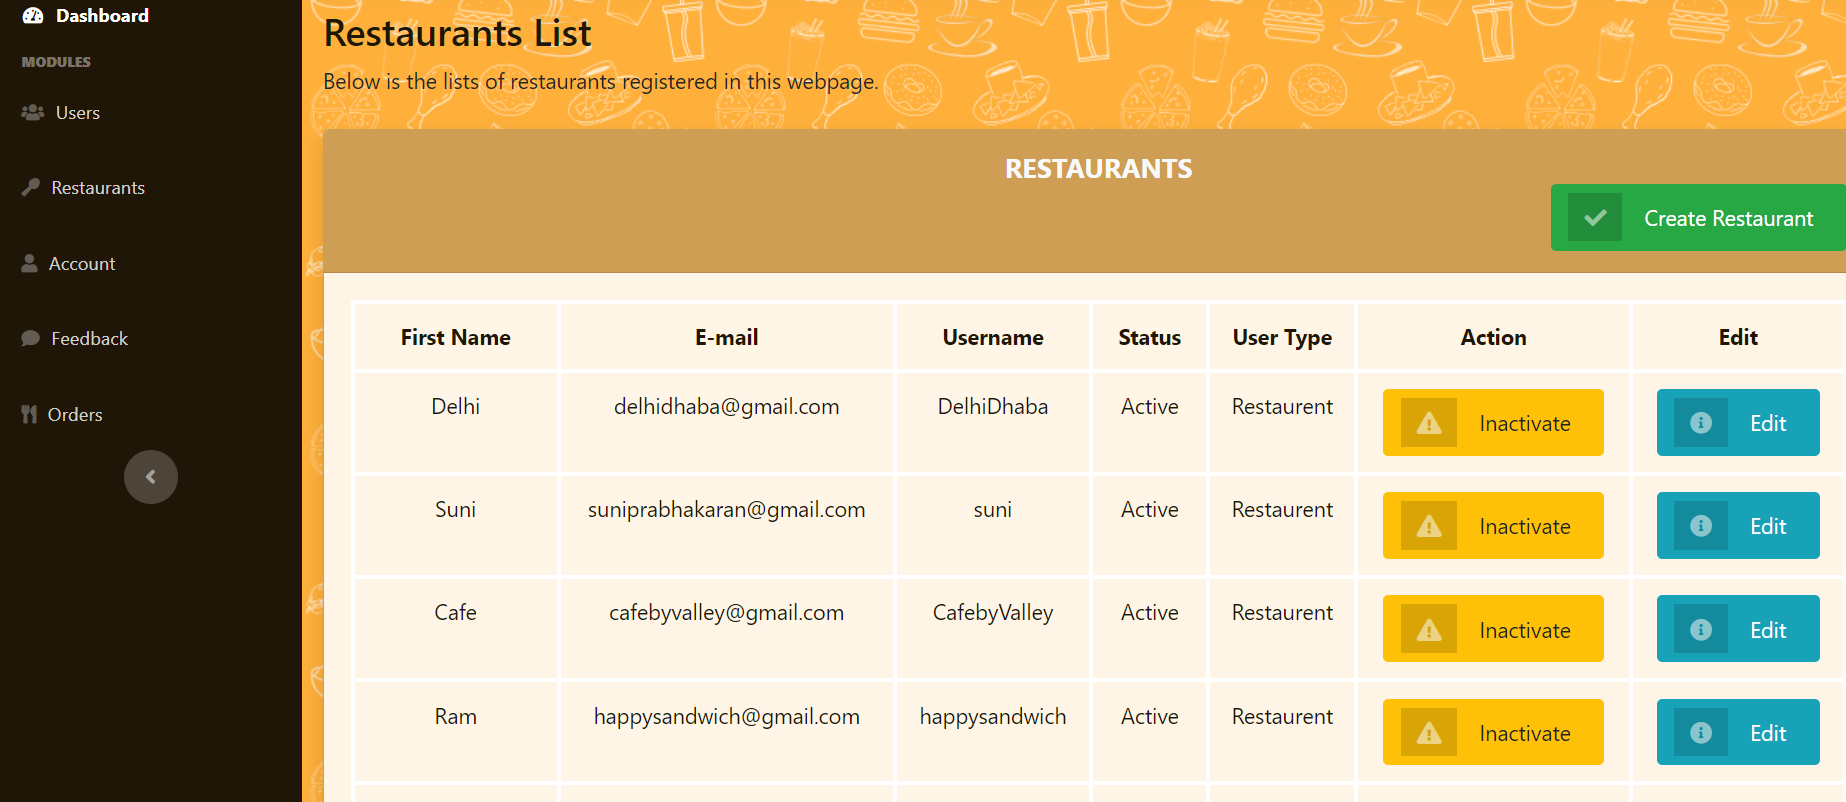 Dashboard
MODULES
Users
Restaurants
Account
Feedback
Orders
Restaurants List
Below is the lists of restaurants registered in this webpage.
RESTAURANTS
Create Restaurant
First Name E-mail Username Status User Type Action Edit
Delhi delhidhaba@gmail.com DelhiDhaba Active Restaurent Inactivate Edit
Suni suniprabhakaran@gmail.com suni Active Restaurent Inactivate Edit
Cafe cafebyvalley@gmail.com CafebyValley Active Restaurent Inactivate Edit
Ram happysandwich@gmail.com happysandwich Active Restaurent Inactivate Edit